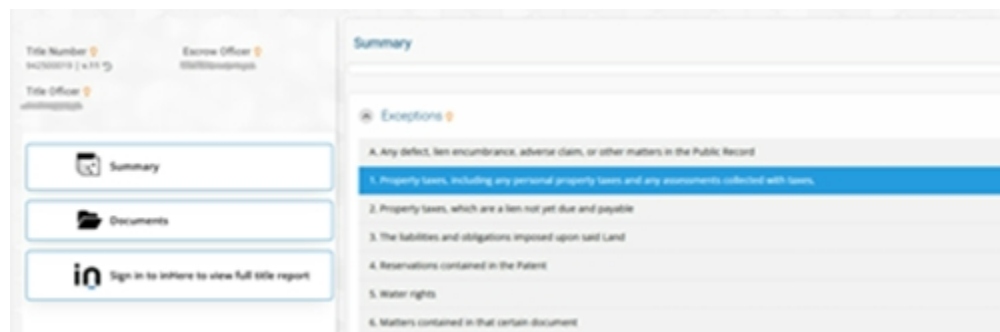 Title Number
Escrow Officer
Title Officer
Summary
Documents
Sign in to inHere to view full title report
Summary
Exceptions
A. Any defect, lien encumbrance, adverse claim, or other matters in the Public Record
1. Property taxes, including any personal property taxes and any assessments collected with taxes,
2. Property taxes, which are a lien not yet due and payable
3. The liabilities and obligations imposed upon said Land
4. Reservations contained in the Patent
5. Water rights
6. Matters contained in that certain document